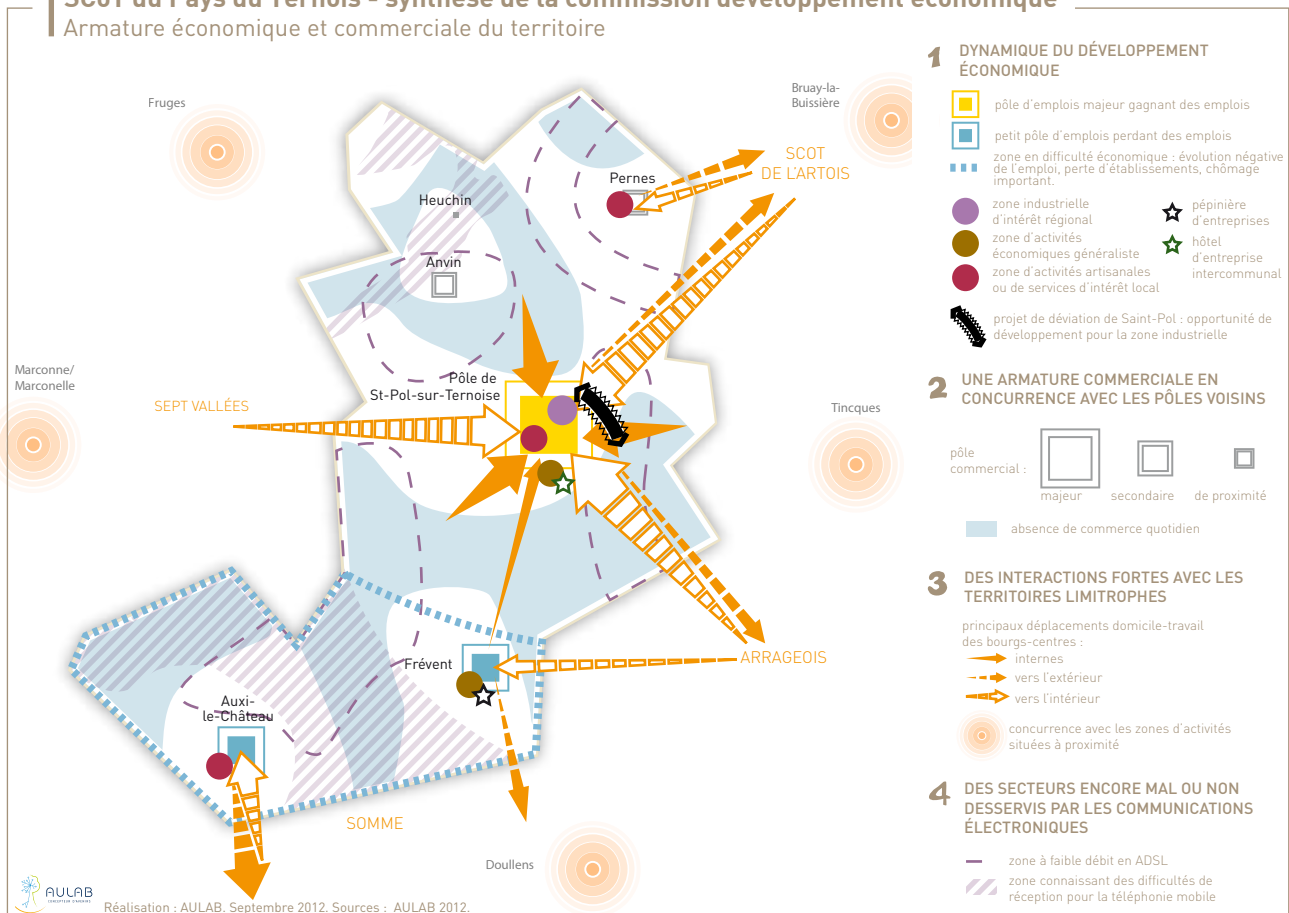 SCOT du Pays du Ternois - synthèse de la commission développement économique
Armature économique et commerciale du territoire
Fruges
Bruay-la-
Buissière
SCOT
DE L'ARTOIS
Pernes
Heuchin
Anvin
Marconne/
Marconelle
Pôle de
St-Pol-sur-Ternoise
SEPT VALLÉES
Tincques
Frévent
ARRAGEOIS
Auxi-
le-Château
SOMME
Doullens
AULAB
Réalisation : AULAB, Septembre 2012. Sources : AULAB 2012.
1 DYNAMIQUE DU DÉVELOPPEMENT
ÉCONOMIQUE
pôle d'emplois majeur gagnant des emplois
petit pôle d'emplois perdant des emplois
zone en difficulté économique : évolution négative
de l'emploi, perte d'établissements, chômage
important.
zone industrielle
d'intérêt régional
pépinière
d'entreprises
zone d'activités
économiques généraliste
hôtel
d'entreprise
intercommunal
zone d'activités artisanales
ou de services d'intérêt local
projet de déviation de Saint-Pol : opportunité de
développement pour la zone industrielle
2 UNE ARMATURE COMMERCIALE EN
CONCURRENCE AVEC LES PÔLES VOISINS
pôle
commercial :
majeur
secondaire
de proximité
absence de commerce quotidien
3 DES INTERACTIONS FORTES AVEC LES
TERRITOIRES LIMITROPHES
principaux déplacements domicile-travail
des bourgs-centres :
internes
vers l'extérieur
vers l'intérieur
concurrence avec les zones d'activités
situées à proximité
4 DES SECTEURS ENCORE MAL OU NON
DESSERVIS PAR LES COMMUNICATIONS
ÉLECTRONIQUES
zone à faible débit en ADSL
zone connaissant des difficultés de
réception pour la téléphonie mobile